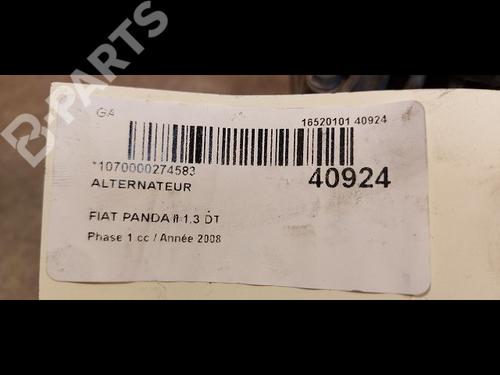 B-PARTS
GA
16520101 40924
*1070000274583
40924
ALTERNATEUR
FIAT PANDA II 1.3 DT
Phase 1 cc / Année 2008